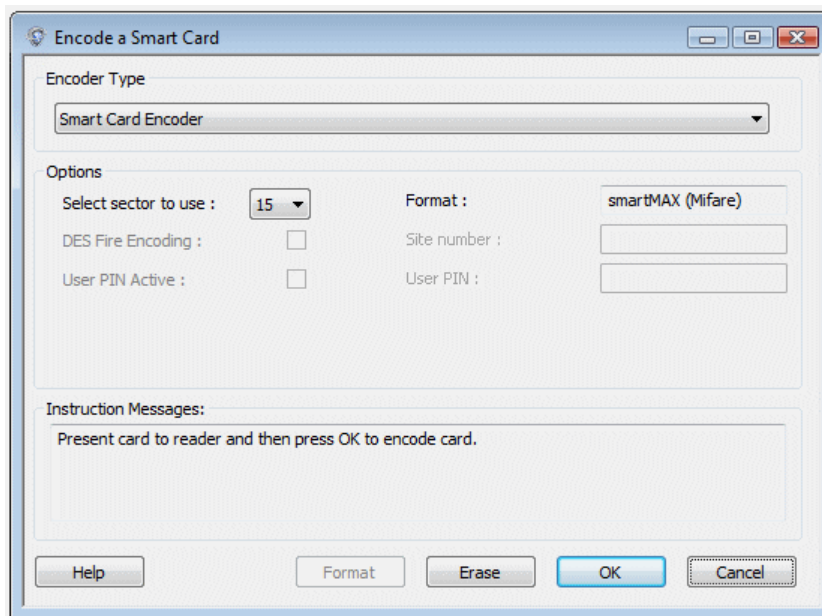 Encode a Smart Card
Encoder Type
Smart Card Encoder
Options
Select sector to use : 15 Format : smartMAX (Mifare)
DES Fire Encoding : Site number :
User PIN Active : User PIN :
Instruction Messages:
Present card to reader and then press OK to encode card.
Help Format Erase OK Cancel